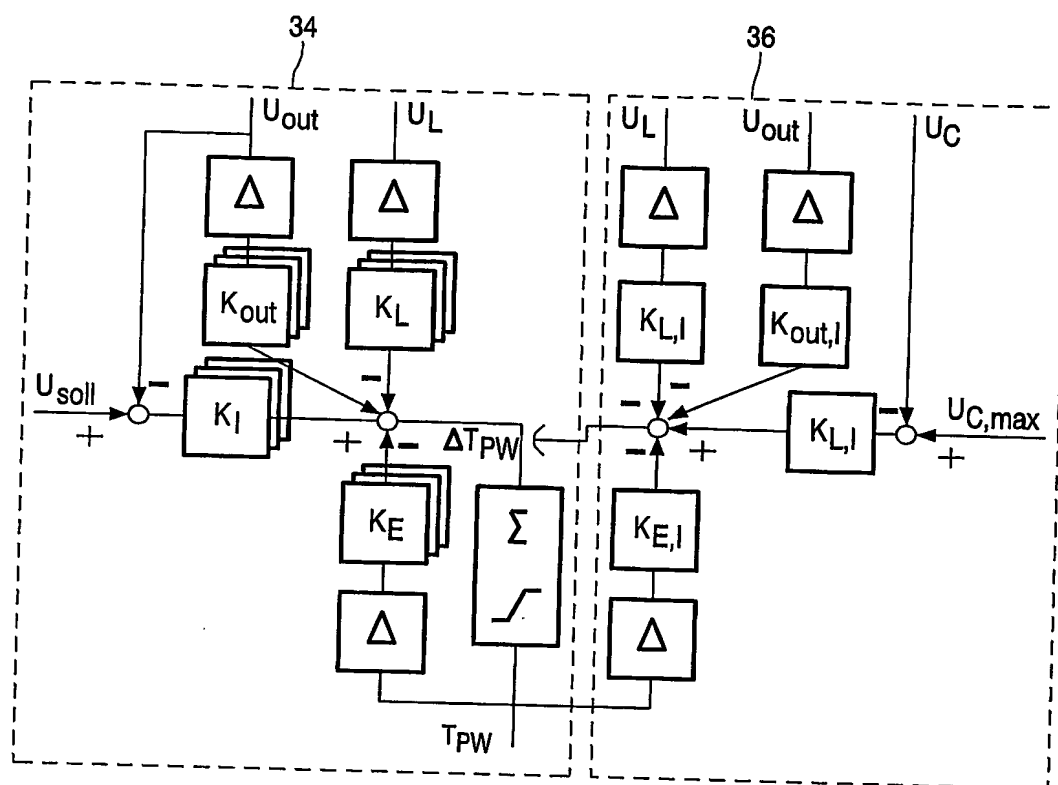 34
36
U_out
U_L
U_L
U_out
U_C
Δ
Δ
Δ
Δ
K_out
K_L
K_L,I
K_out,I
−
−
−
−
U_soll
+
K_I
+
−
ΔT_PW
−
+
K_L,I
+
U_C,max
K_E
Σ
K_E,I
Δ
Δ
T_PW